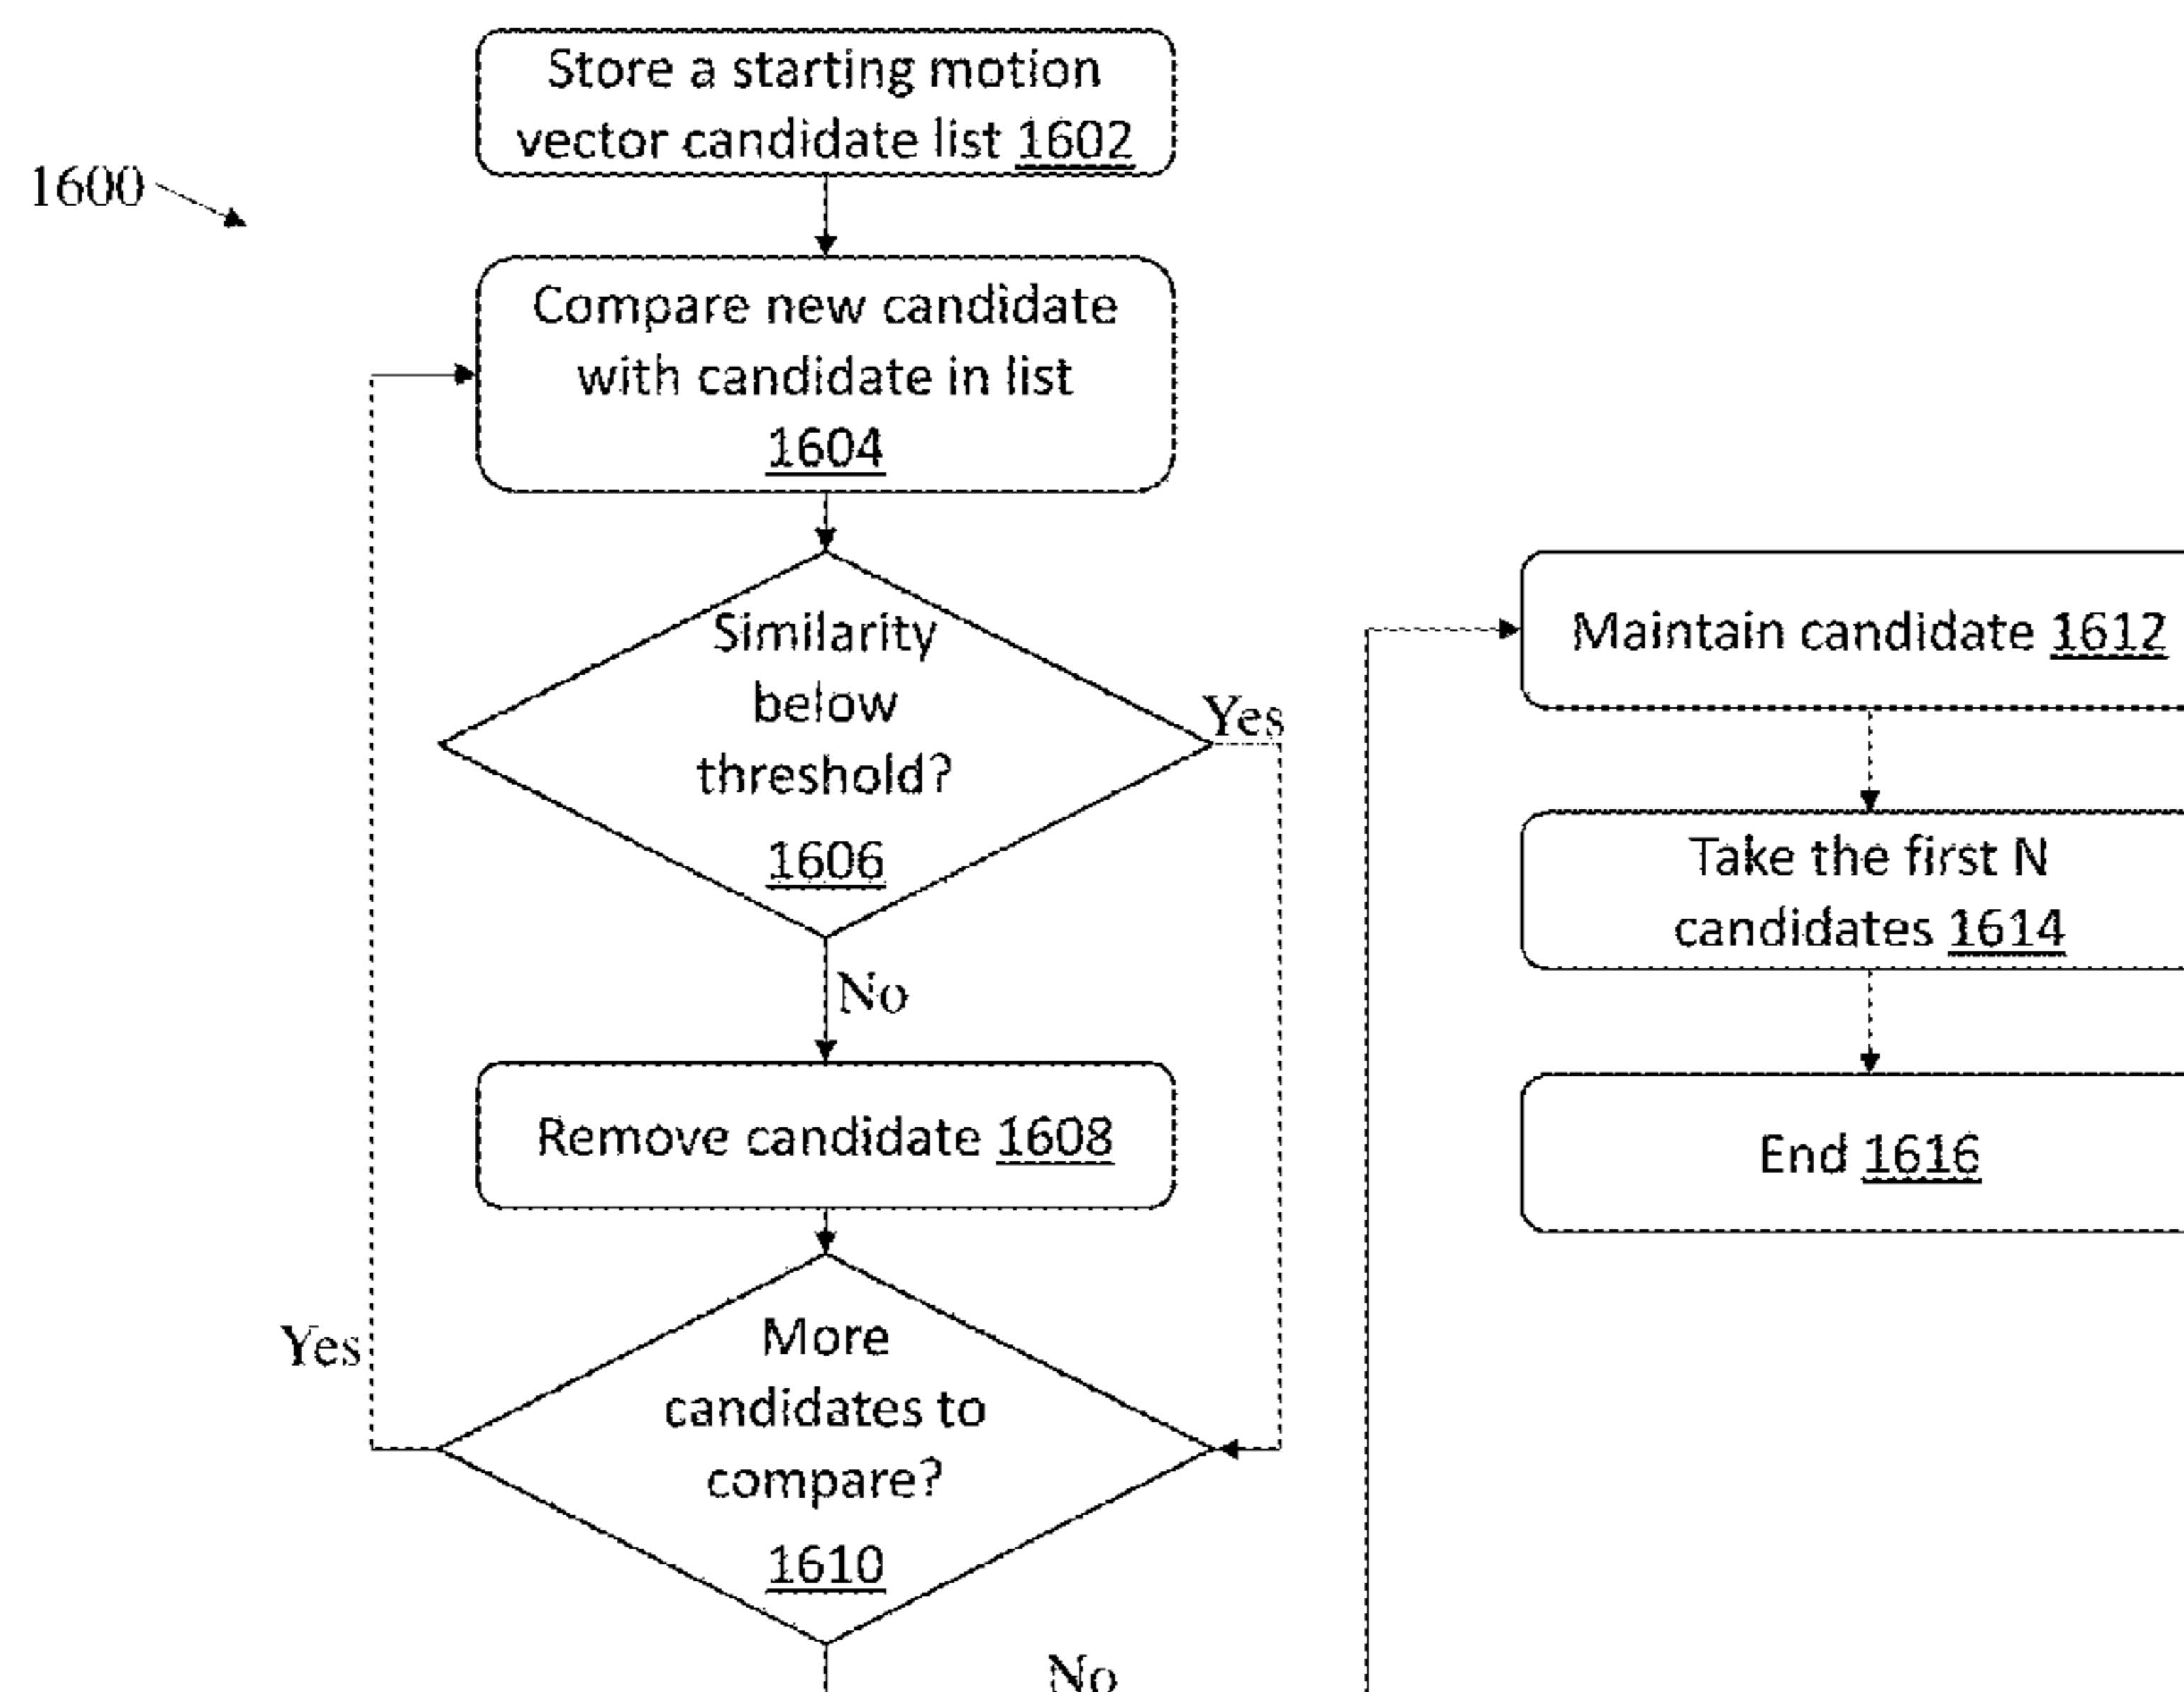 Store a starting motion
vector candidate list 1602
1600
Compare new candidate
with candidate in list
1604
Similarity
below
threshold?
1606
Yes
No
Remove candidate 1608
More
candidates to
compare?
1610
Yes
No
Maintain candidate 1612
Take the first N
candidates 1614
End 1616